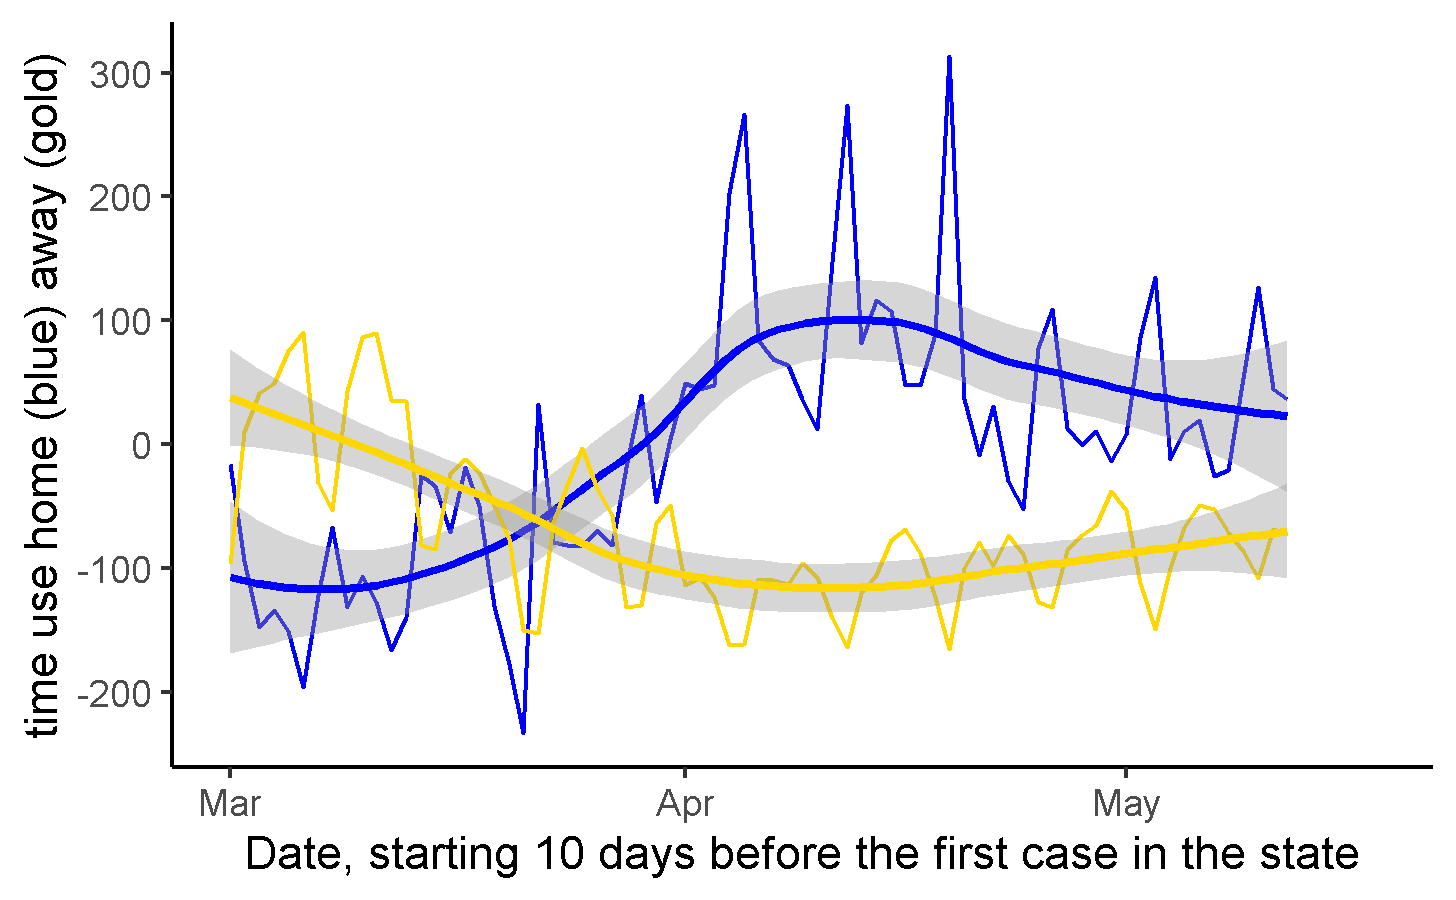 time use home (blue) away (gold)
300
200
100
0
-100
-200
Mar
Apr
May
Date, starting 10 days before the first case in the state